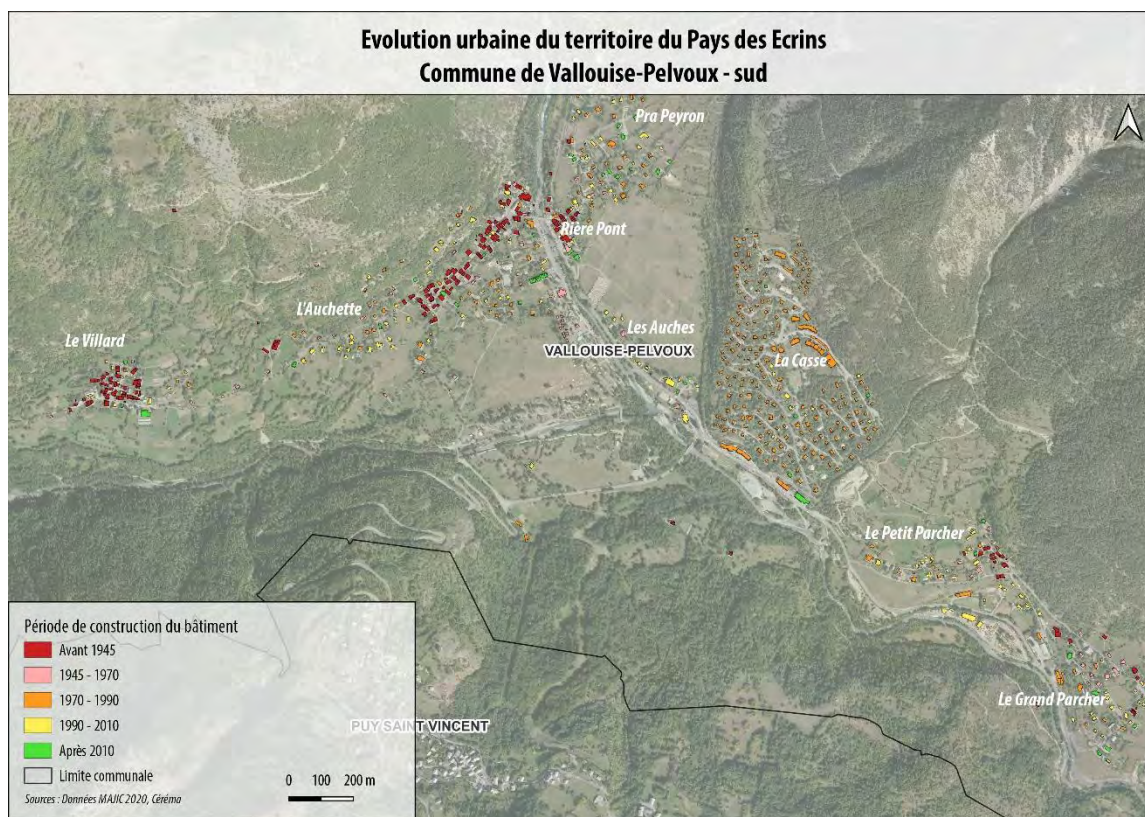 Evolution urbaine du territoire du Pays des Ecrins
Commune de Vallouise-Pelvoux - sud
Pra Peyron
Rière Pont
L'Auchette
Le Villard
Les Auches
VALLOUISE-PELVOUX
La Casse
Le Petit Parcher
Le Grand Parcher
PUY SAINT VINCENT
Période de construction du bâtiment
Avant 1945
1945 - 1970
1970 - 1990
1990 - 2010
Après 2010
Limite communale
Sources : Données MAJIC 2020, Céréma
0 100 200 m